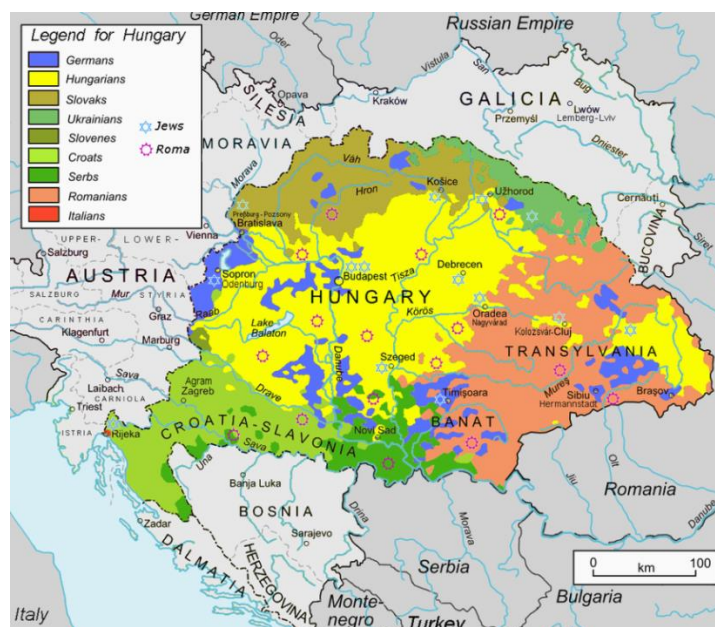 Legend for Hungary
Germans
Hungarians
Slovaks
Ukrainians
Slovenes
Croats
Serbs
Romanians
Italians
Jews
Roma
German Empire
Russian Empire
Oder
Vistula
San
Bug
Opava
SILESIA
Kraków
GALICIA
Lwów
Lemberg-Lviv
Przemyśl
Dniester
MORAVIA
Morava
Váh
Hron
Košice
Užhorod
Cernăuți
Siret
BUCOVINA
Preßburg-Pozsony
Bratislava
Vienna
UPPER-
LOWER-
Salzburg
AUSTRIA
SALZBURG
Mur
STYRIA
CARINTHIA
Graz
Klagenfurt
Marburg
Sopron
Ödenburg
Raab
Budapest
Tisza
Debrecen
HUNGARY
Lake
Balaton
Körös
Oradea
Nagyvárad
Kolozsvár-Cluj
TRANSYLVANIA
Danube
Szeged
Mureș
Sibiu
Hermannstadt
Brașov
Timișoara
BANAT
Sava
Laibach
CARNIOLA
Triest
ISTRIA
Rijeka
Agram
Zagreb
Drave
CROATIA-SLAVONIA
Sava
Novi Sad
Una
Banja Luka
BOSNIA
Sarajevo
HERZEGOVINA
Zadar
DALMATIA
Drina
Morava
Serbia
Jiu
Olt
Romania
Danube
Monte-
negro
Turkey
Bulgaria
Italy
0
km
100